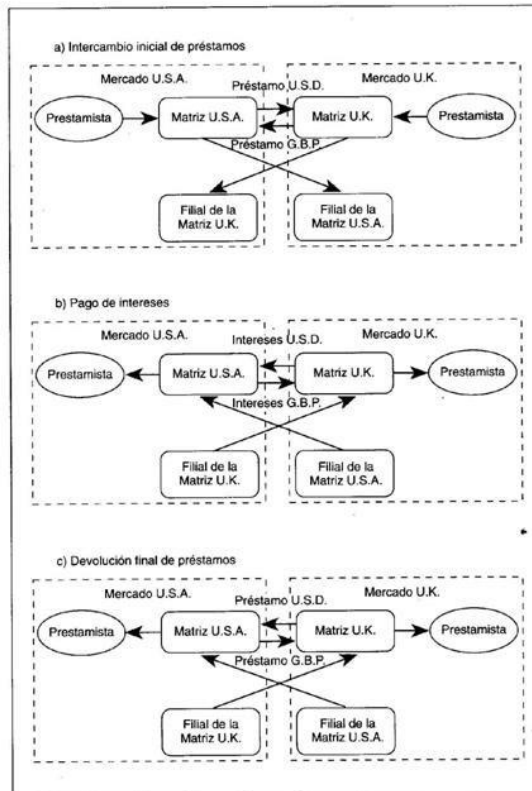 a) Intercambio inicial de préstamos
Mercado U.S.A.
Mercado U.K.
Préstamo U.S.D.
Prestamista
Matriz U.S.A.
Matriz U.K.
Prestamista
Préstamo G.B.P.
Filial de la
Matriz U.K.
Filial de la
Matriz U.S.A.
b) Pago de intereses
Mercado U.S.A.
Mercado U.K.
Intereses U.S.D.
Prestamista
Matriz U.S.A.
Matriz U.K.
Prestamista
Intereses G.B.P.
Filial de la
Matriz U.K.
Filial de la
Matriz U.S.A.
c) Devolución final de préstamos
Mercado U.S.A.
Mercado U.K.
Préstamo U.S.D.
Prestamista
Matriz U.S.A.
Matriz U.K.
Prestamista
Préstamo G.B.P.
Filial de la
Matriz U.K.
Filial de la
Matriz U.S.A.